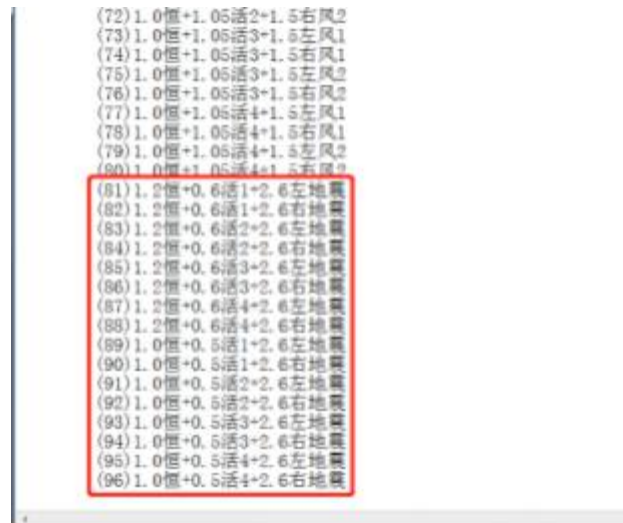 (72)1.0恒+1.05活2+1.5右风2
(73)1.0恒+1.05活3+1.5左风1
(74)1.0恒+1.05活3+1.5右风1
(75)1.0恒+1.05活3+1.5左风2
(76)1.0恒+1.05活3+1.5右风2
(77)1.0恒+1.05活4+1.5左风1
(78)1.0恒+1.05活4+1.5右风1
(79)1.0恒+1.05活4+1.5左风2
(80)1.0恒+1.05活4+1.5右风2
(81)1.2恒+0.6活1+2.6左地震
(82)1.2恒+0.6活1+2.6右地震
(83)1.2恒+0.6活2+2.6左地震
(84)1.2恒+0.6活2+2.6右地震
(85)1.2恒+0.6活3+2.6左地震
(86)1.2恒+0.6活3+2.6右地震
(87)1.2恒+0.6活4+2.6左地震
(88)1.2恒+0.6活4+2.6右地震
(89)1.0恒+0.5活1+2.6左地震
(90)1.0恒+0.5活1+2.6右地震
(91)1.0恒+0.5活2+2.6左地震
(92)1.0恒+0.5活2+2.6右地震
(93)1.0恒+0.5活3+2.6左地震
(94)1.0恒+0.5活3+2.6右地震
(95)1.0恒+0.5活4+2.6左地震
(96)1.0恒+0.5活4+2.6右地震